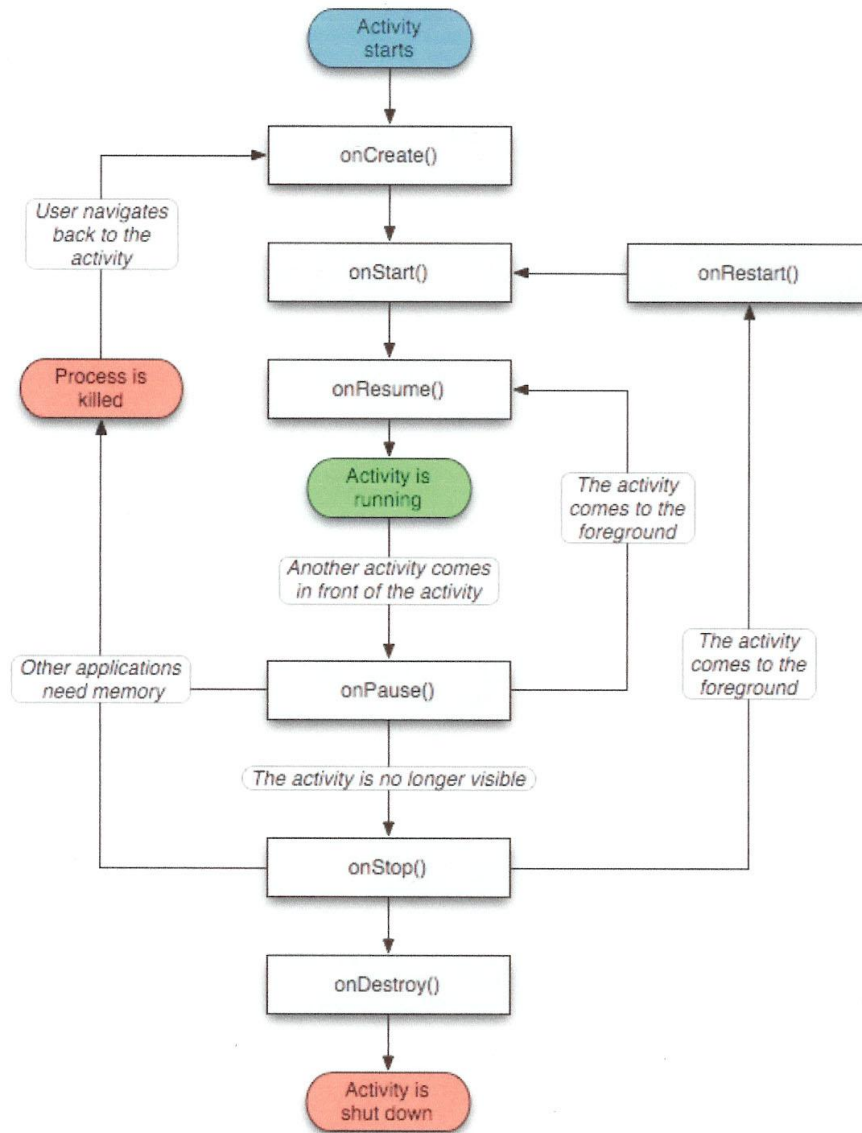 Activity
starts
onCreate()
User navigates
back to the
activity
onStart()
onRestart()
Process is
killed
onResume()
Activity is
running
The activity
comes to the
foreground
Another activity comes
in front of the activity
The activity
comes to the
foreground
Other applications
need memory
onPause()
The activity is no longer visible
onStop()
onDestroy()
Activity is
shut down